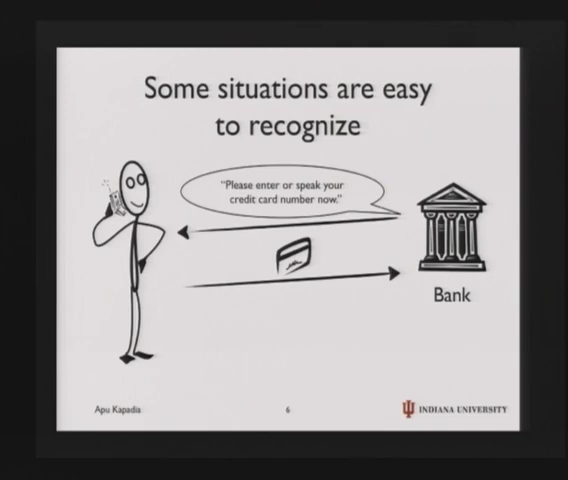 Some situations are easy
to recognize
"Please enter or speak your
credit card number now."
Bank
Apu Kapadia
6
INDIANA UNIVERSITY